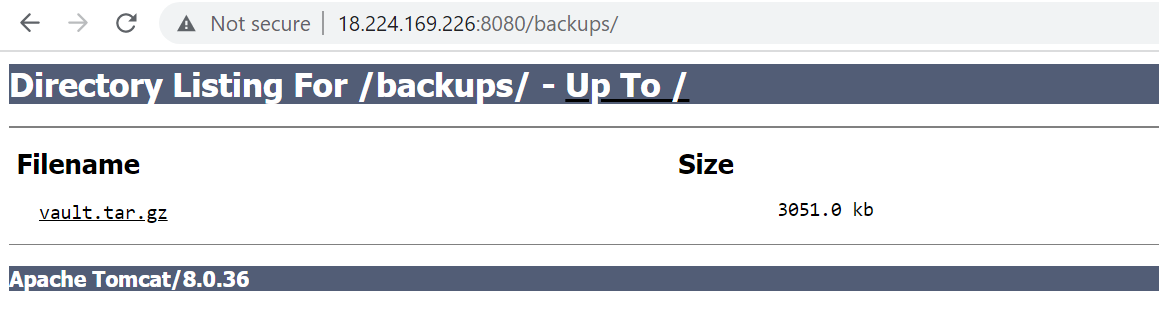 Not secure | 18.224.169.226:8080/backups/
Directory Listing For /backups/ - Up To /
Filename Size
vault.tar.gz 3051.0 kb
Apache Tomcat/8.0.36